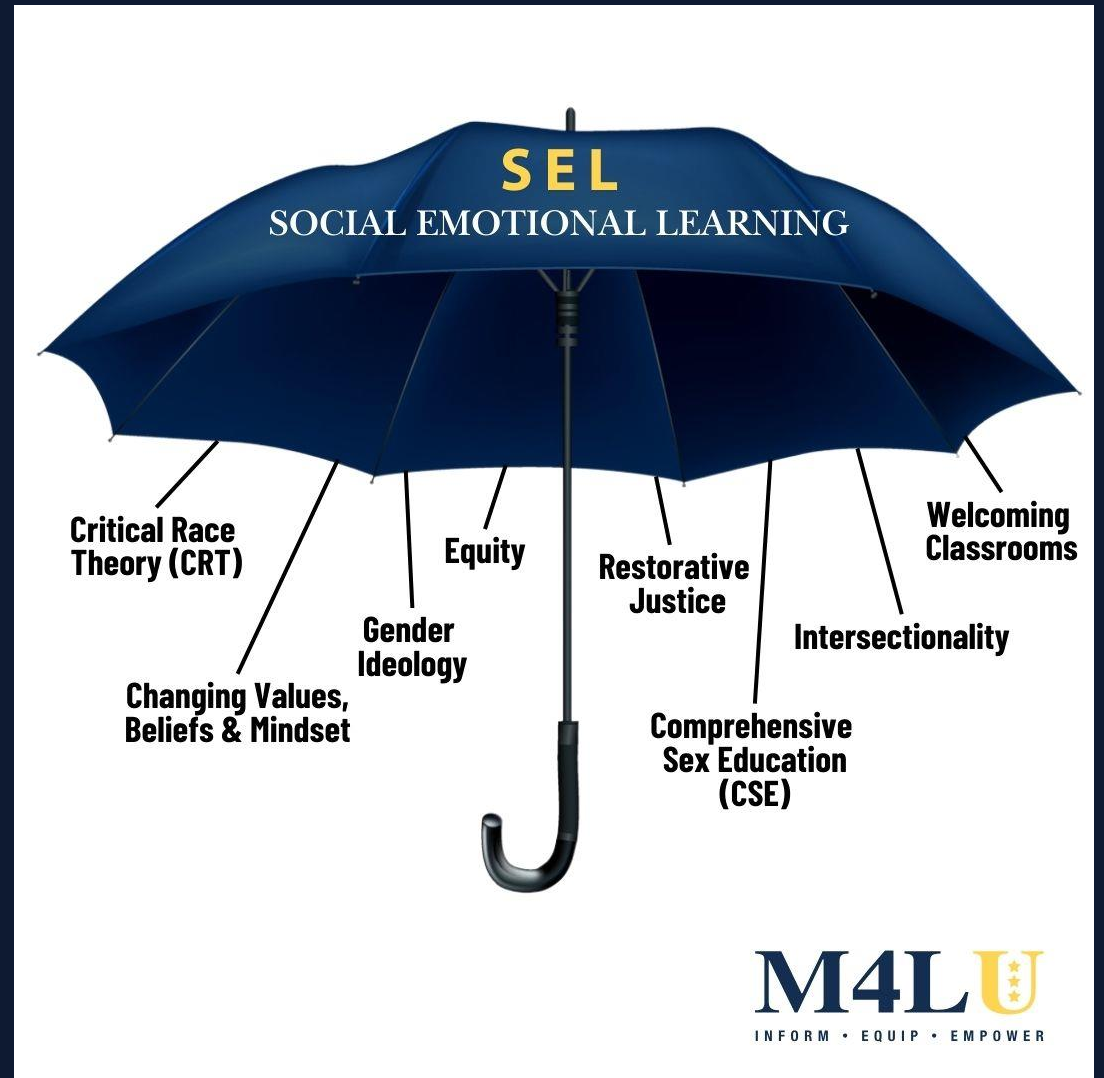 SEL
SOCIAL EMOTIONAL LEARNING
Critical Race
Theory (CRT)
Changing Values,
Beliefs & Mindset
Gender
Ideology
Equity
Restorative
Justice
Comprehensive
Sex Education
(CSE)
Intersectionality
Welcoming
Classrooms
M4LU
INFORM • EQUIP • EMPOWER